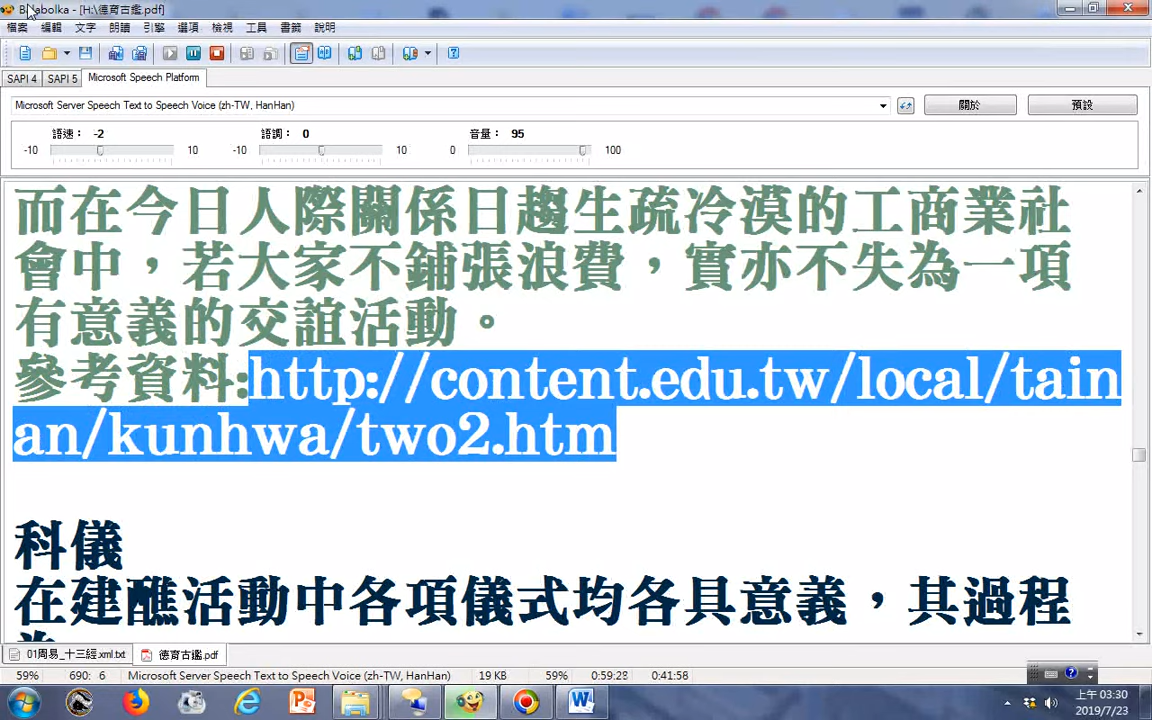 Balabolka - [H:\德育古鑑.pdf]
檔案 編輯 文字 朗讀 引擎 選項 檢視 工具 書籤 說明
SAPI 4 SAPI 5 Microsoft Speech Platform
Microsoft Server Speech Text to Speech Voice (zh-TW, HanHan) 關於 預設
語速： -2 語調： 0 音量： 95
-10 10 -10 10 0 100
而在今日人際關係日趨生疏冷漠的工商業社
會中，若大家不鋪張浪費，實亦不失為一項
有意義的交誼活動。
參考資料:http://content.edu.tw/local/tain
an/kunhwa/two2.htm
科儀
在建醮活動中各項儀式均各具意義，其過程
為
01周易_十三經.xml.txt 德育古鑑.pdf
59% 690: 6 Microsoft Server Speech Text to Speech Voice (zh-TW, HanHan) 19 KB 59% 0:59:28 0:41:58
上午 03:30
2019/7/23